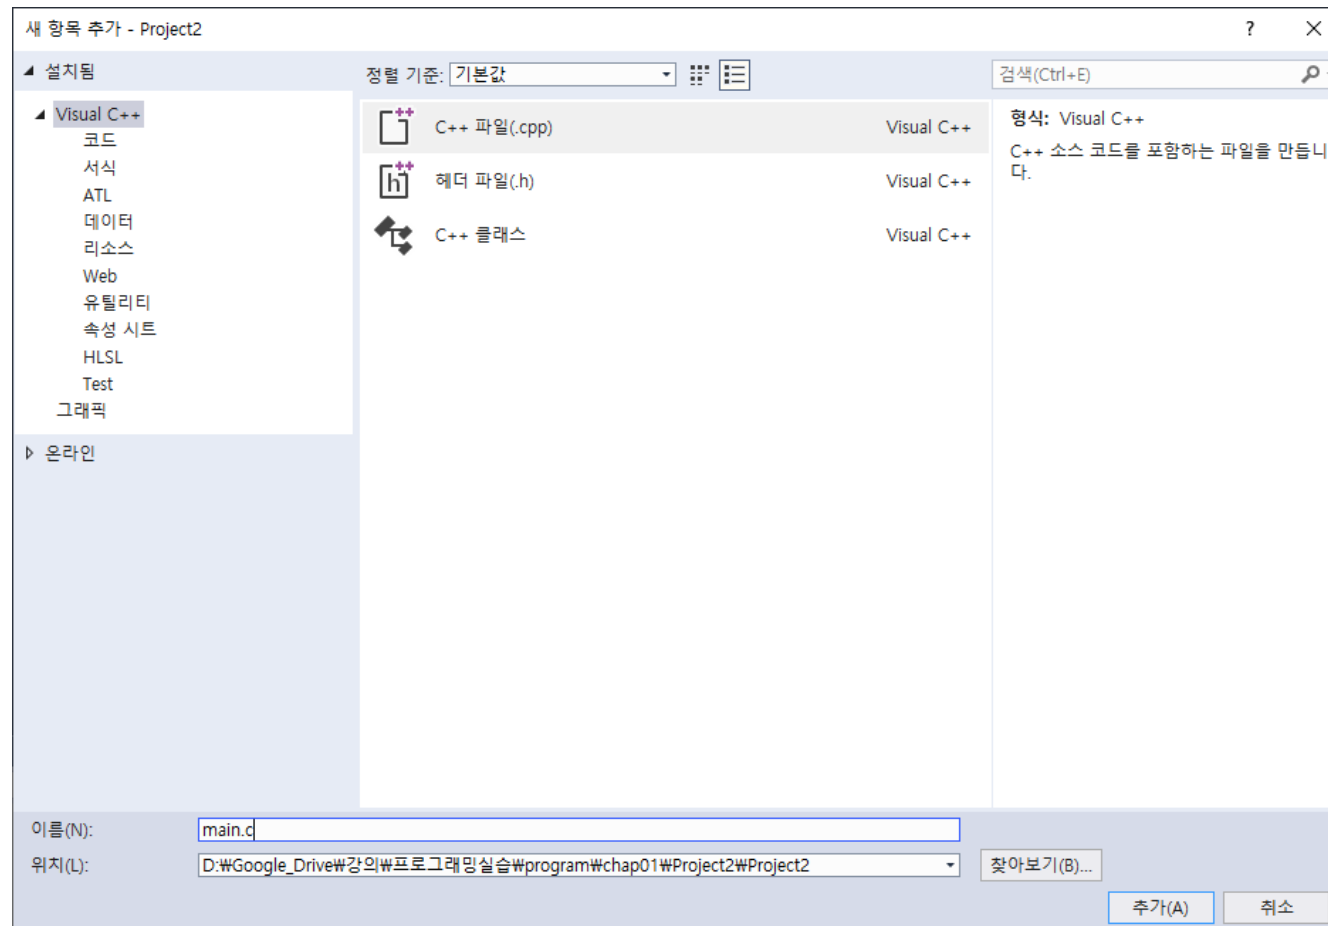 새 항목 추가 - Project2
? ×
설치됨
정렬 기준: 기본값
검색(Ctrl+E)
Visual C++
코드
서식
ATL
데이터
리소스
Web
유틸리티
속성 시트
HLSL
Test
그래픽
온라인
C++ 파일(.cpp) Visual C++
헤더 파일(.h) Visual C++
C++ 클래스 Visual C++
형식: Visual C++
C++ 소스 코드를 포함하는 파일을 만듭니
다.
이름(N): main.c
위치(L): D:₩Google_Drive₩강의₩프로그래밍실습₩program₩chap01₩Project2₩Project2
찾아보기(B)...
추가(A) 취소